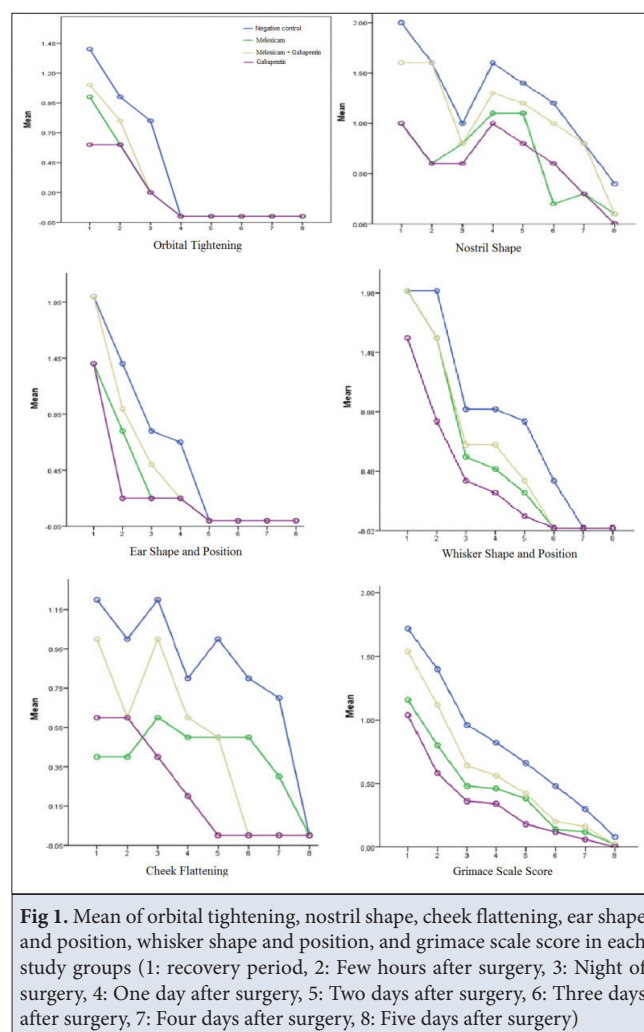 Negative control
Meloxicam
Meloxicam + Gabapentin
Gabapentin
Mean
1.45
1.20
0.95
0.70
0.45
0.20
-0.05
1 2 3 4 5 6 7 8
Orbital Tightening
Mean
2.00
1.50
1.00
0.50
0.00
1 2 3 4 5 6 7 8
Nostril Shape
Mean
1.95
1.45
0.95
0.45
-0.05
1 2 3 4 5 6 7 8
Ear Shape and Position
Mean
1.98
1.48
0.98
0.48
-0.02
1 2 3 4 5 6 7 8
Whisker Shape and Position
Mean
1.15
0.95
0.75
0.55
0.35
0.15
-0.05
1 2 3 4 5 6 7 8
Cheek Flattening
Mean
2.00
1.50
1.00
0.50
0.00
1 2 3 4 5 6 7 8
Grimace Scale Score
Fig 1. Mean of orbital tightening, nostril shape, cheek flattening, ear shape
and position, whisker shape and position, and grimace scale score in each
study groups (1: recovery period, 2: Few hours after surgery, 3: Night of
surgery, 4: One day after surgery, 5: Two days after surgery, 6: Three days
after surgery, 7: Four days after surgery, 8: Five days after surgery)